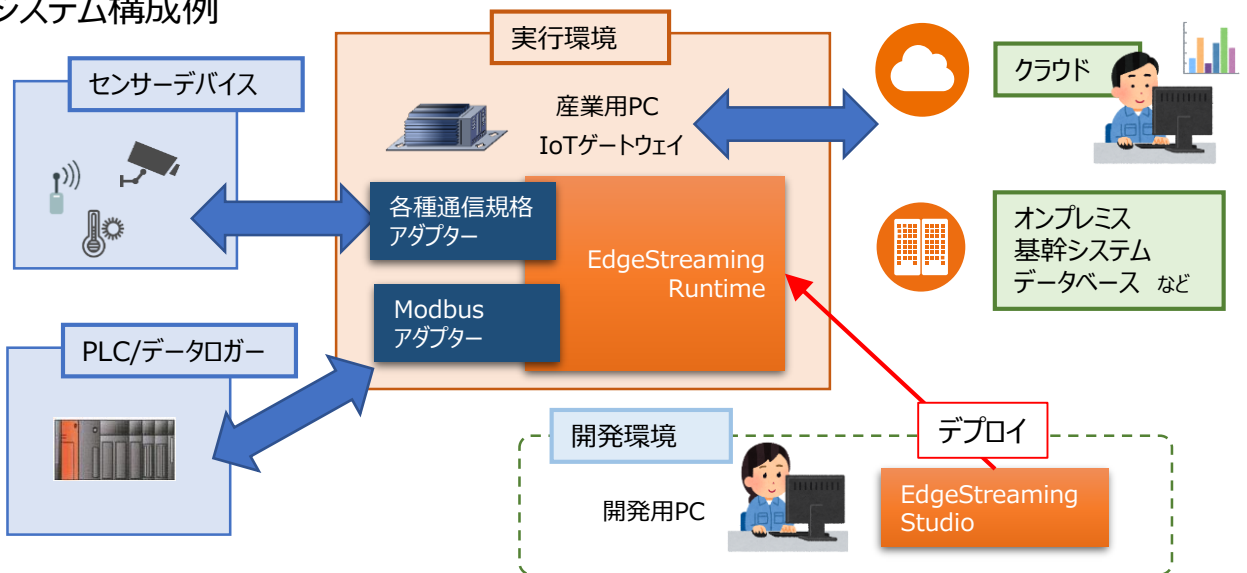 システム構成例
実行環境
センサーデバイス
クラウド
産業用PC
IoTゲートウェイ
各種通信規格
アダプター
オンプレミス
基幹システム
データベース など
EdgeStreaming
Runtime
Modbus
アダプター
PLC/データロガー
デプロイ
開発環境
開発用PC
EdgeStreaming
Studio